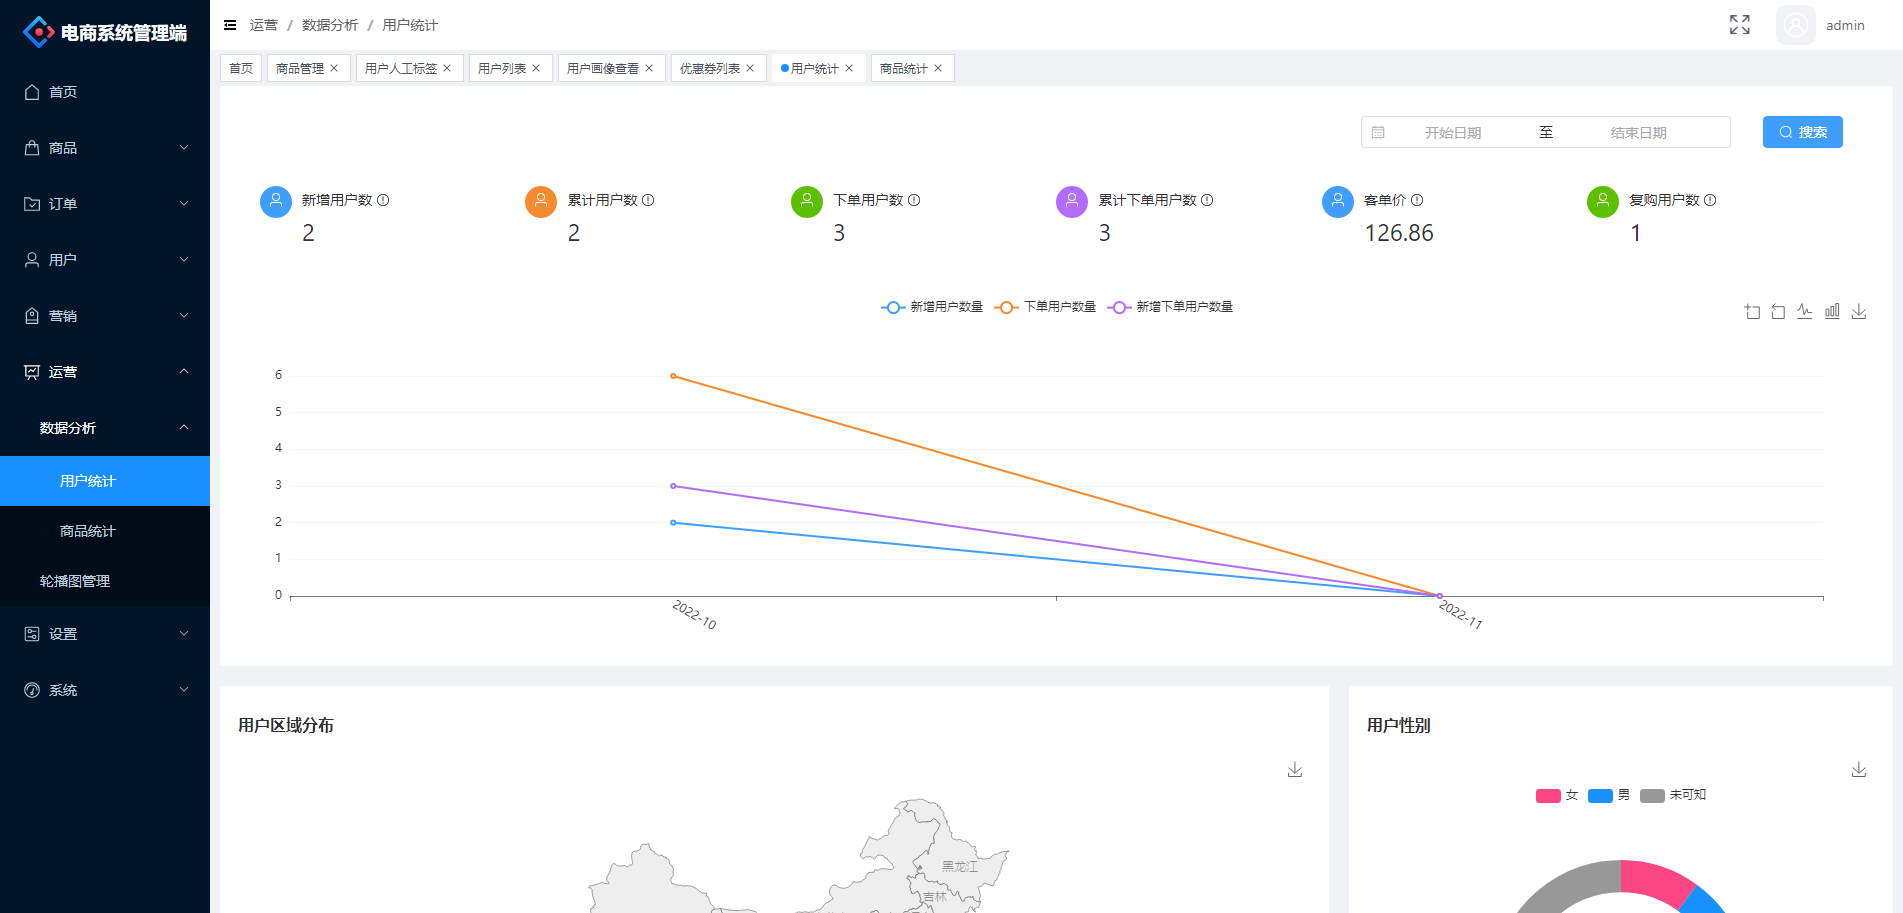 电商系统管理端
首页
商品
订单
用户
营销
运营
数据分析
用户统计
商品统计
轮播图管理
设置
系统
运营 / 数据分析 / 用户统计
admin
首页 商品管理 用户人工标签 用户列表 用户画像查看 优惠券列表 用户统计 商品统计
开始日期 至 结束日期 搜索
新增用户数 累计用户数 下单用户数 累计下单用户数 客单价 复购用户数
2 2 3 3 126.86 1
新增用户数量 下单用户数量 新增下单用户数量
6
5
4
3
2
1
0
2022-10 2022-11
用户区域分布
黑龙江
吉林
用户性别
女 男 未可知